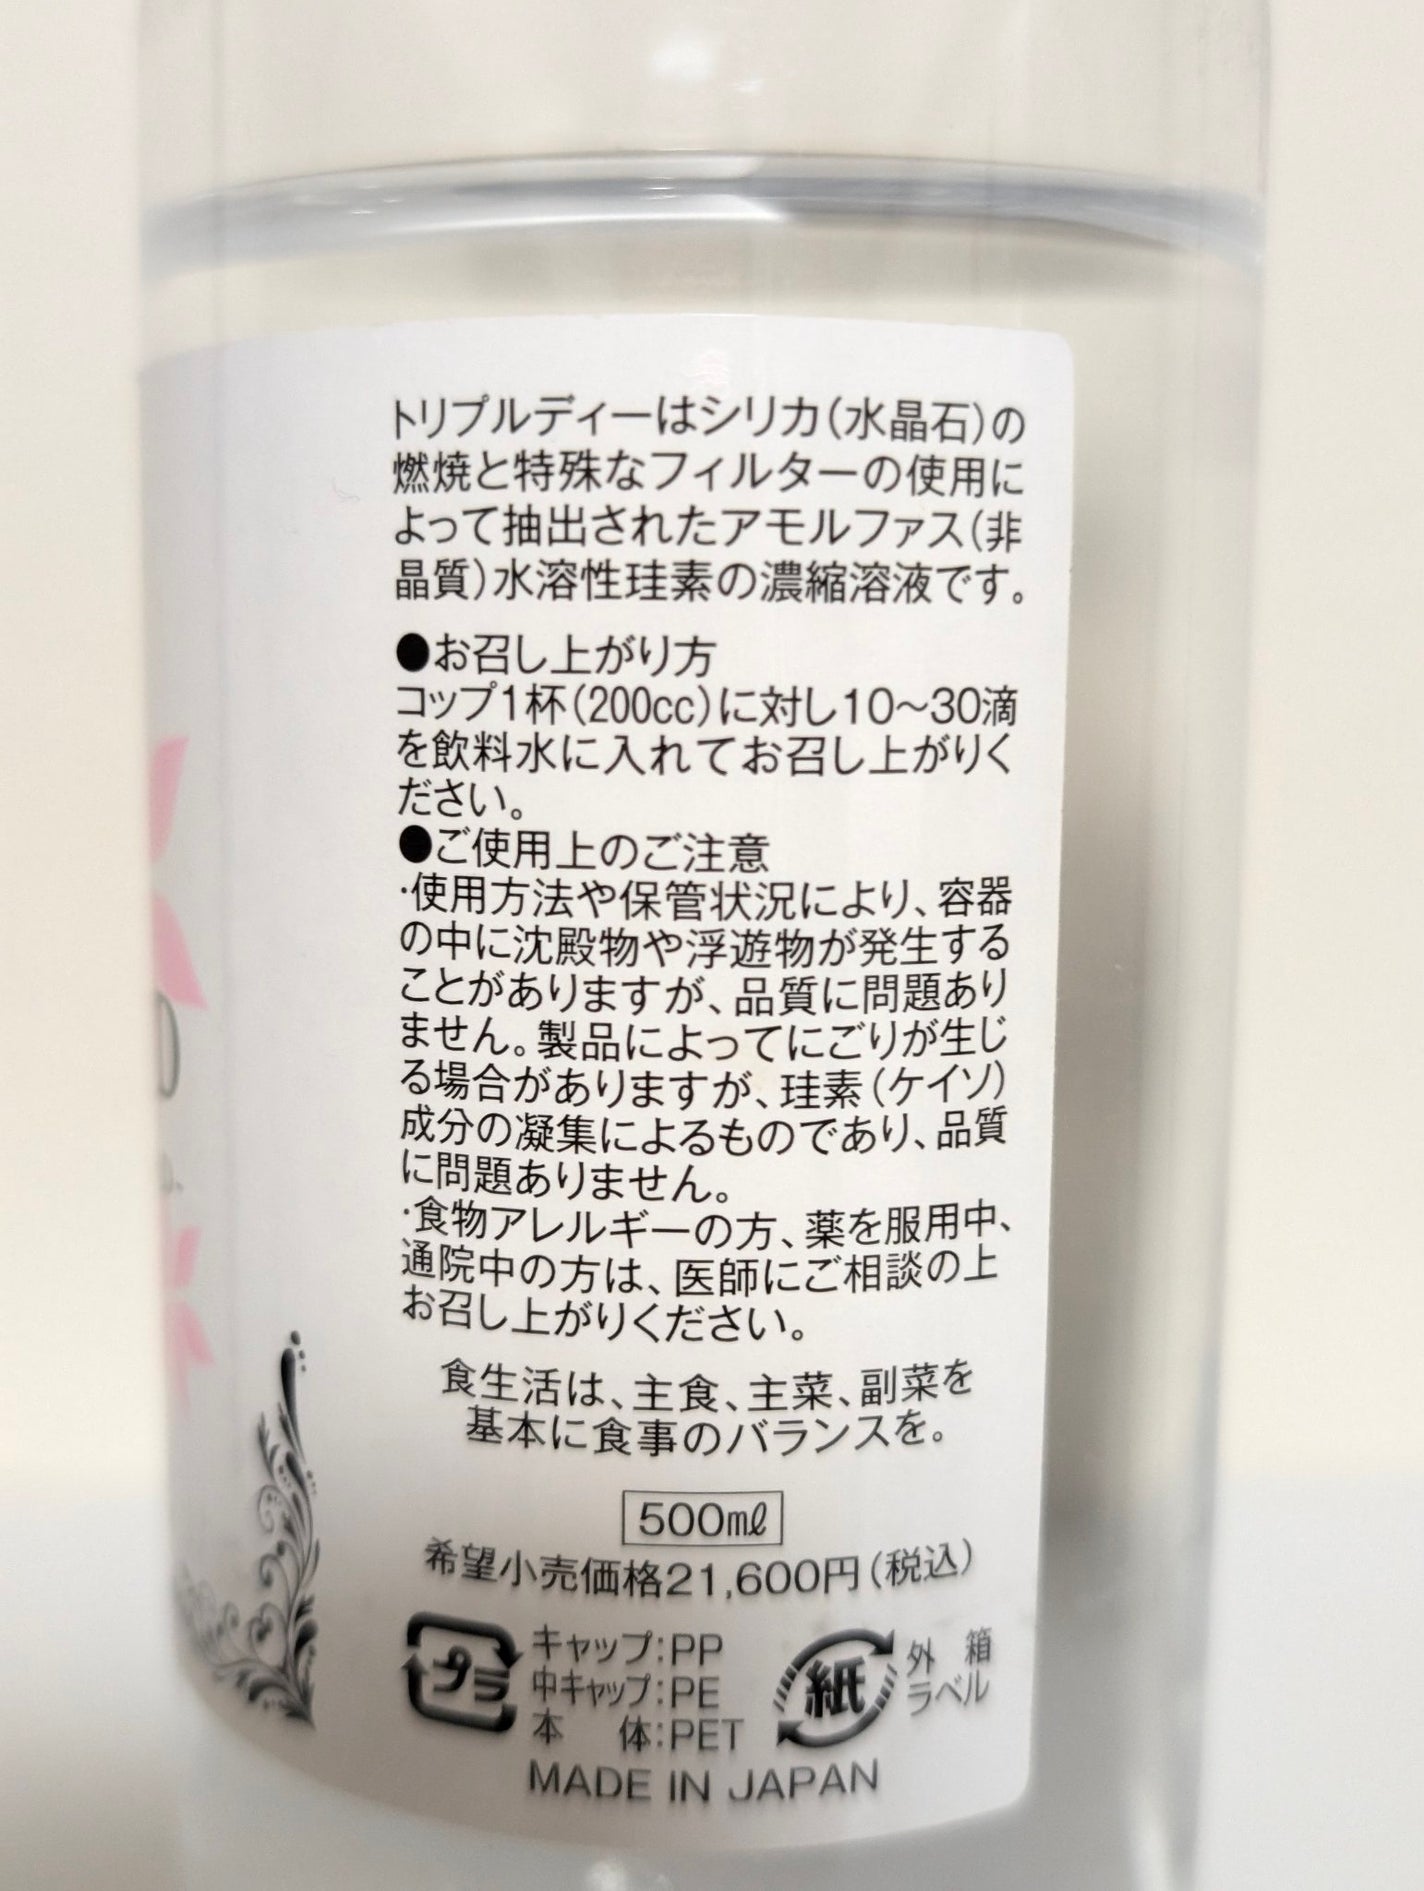 トリプルディーはシリカ(水晶石)の
燃焼と特殊なフィルターの使用に
よって抽出されたアモルファス(非
晶質)水溶性珪素の濃縮溶液です。
●お召し上がり方
コップ1杯(200cc)に対し10〜30滴
を飲料水に入れてお召し上がりく
ださい。
●ご使用上のご注意
・使用方法や保管状況により、容器
の中に沈殿物や浮遊物が発生する
ことがありますが、品質に問題あり
ません。製品によってにごりが生じ
る場合がありますが、珪素(ケイソ)
成分の凝集によるものであり、品質
に問題ありません。
・食物アレルギーの方、薬を服用中、
通院中の方は、医師にご相談の上
お召し上がりください。
食生活は、主食、主菜、副菜を
基本に食事のバランスを。
500㎖
希望小売価格21,600円(税込)
プラ
キャップ:PP
中キャップ:PE
本 体:PET
紙
外 箱
ラベル
MADE IN JAPAN
D